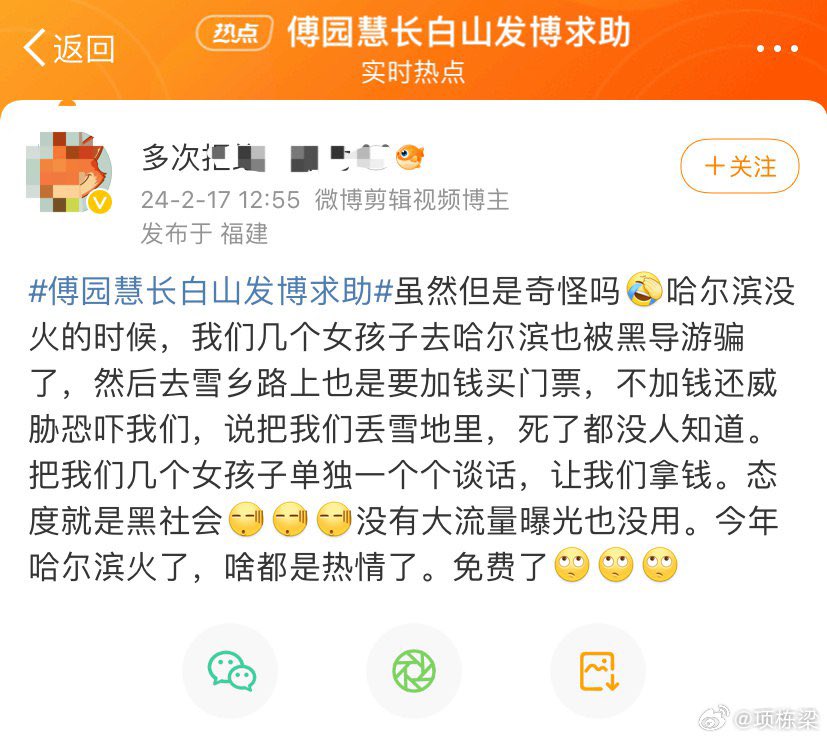 返回
热点 傅园慧长白山发博求助
实时热点
多次
24-2-17 12:55 微博剪辑视频博主
发布于 福建
+关注
#傅园慧长白山发博求助#虽然但是奇怪吗哈尔滨没
火的时候，我们几个女孩子去哈尔滨也被黑导游骗
了，然后去雪乡路上也是要加钱买门票，不加钱还威
胁恐吓我们，说把我们丢雪地里，死了都没人知道。
把我们几个女孩子单独一个个谈话，让我们拿钱。态
度就是黑社会没有大流量曝光也没用。今年
哈尔滨火了，啥都是热情了。免费了
@项栋梁